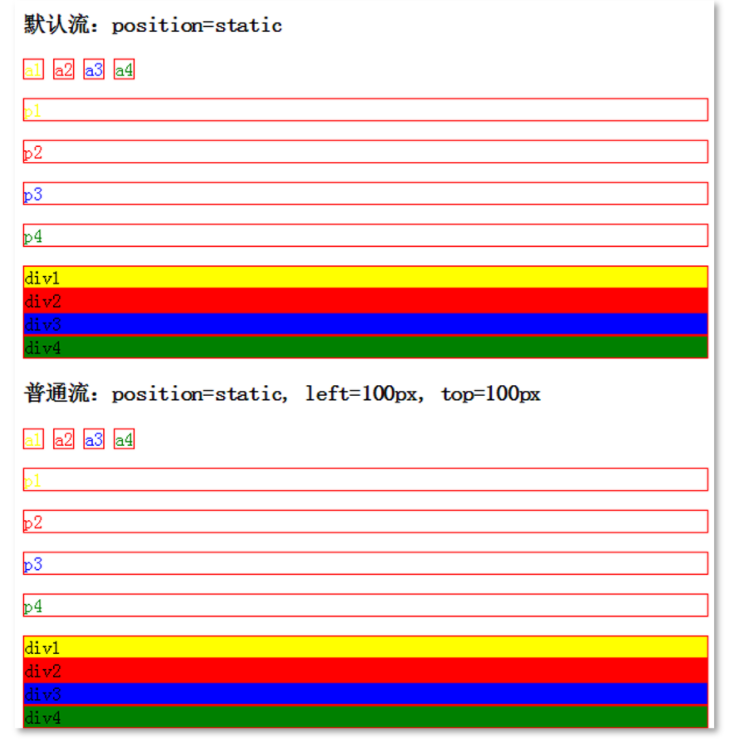 默认流：position=static
a1 a2 a3 a4
p1
p2
p3
p4
div1
div2
div3
div4
普通流：position=static, left=100px, top=100px
a1 a2 a3 a4
p1
p2
p3
p4
div1
div2
div3
div4